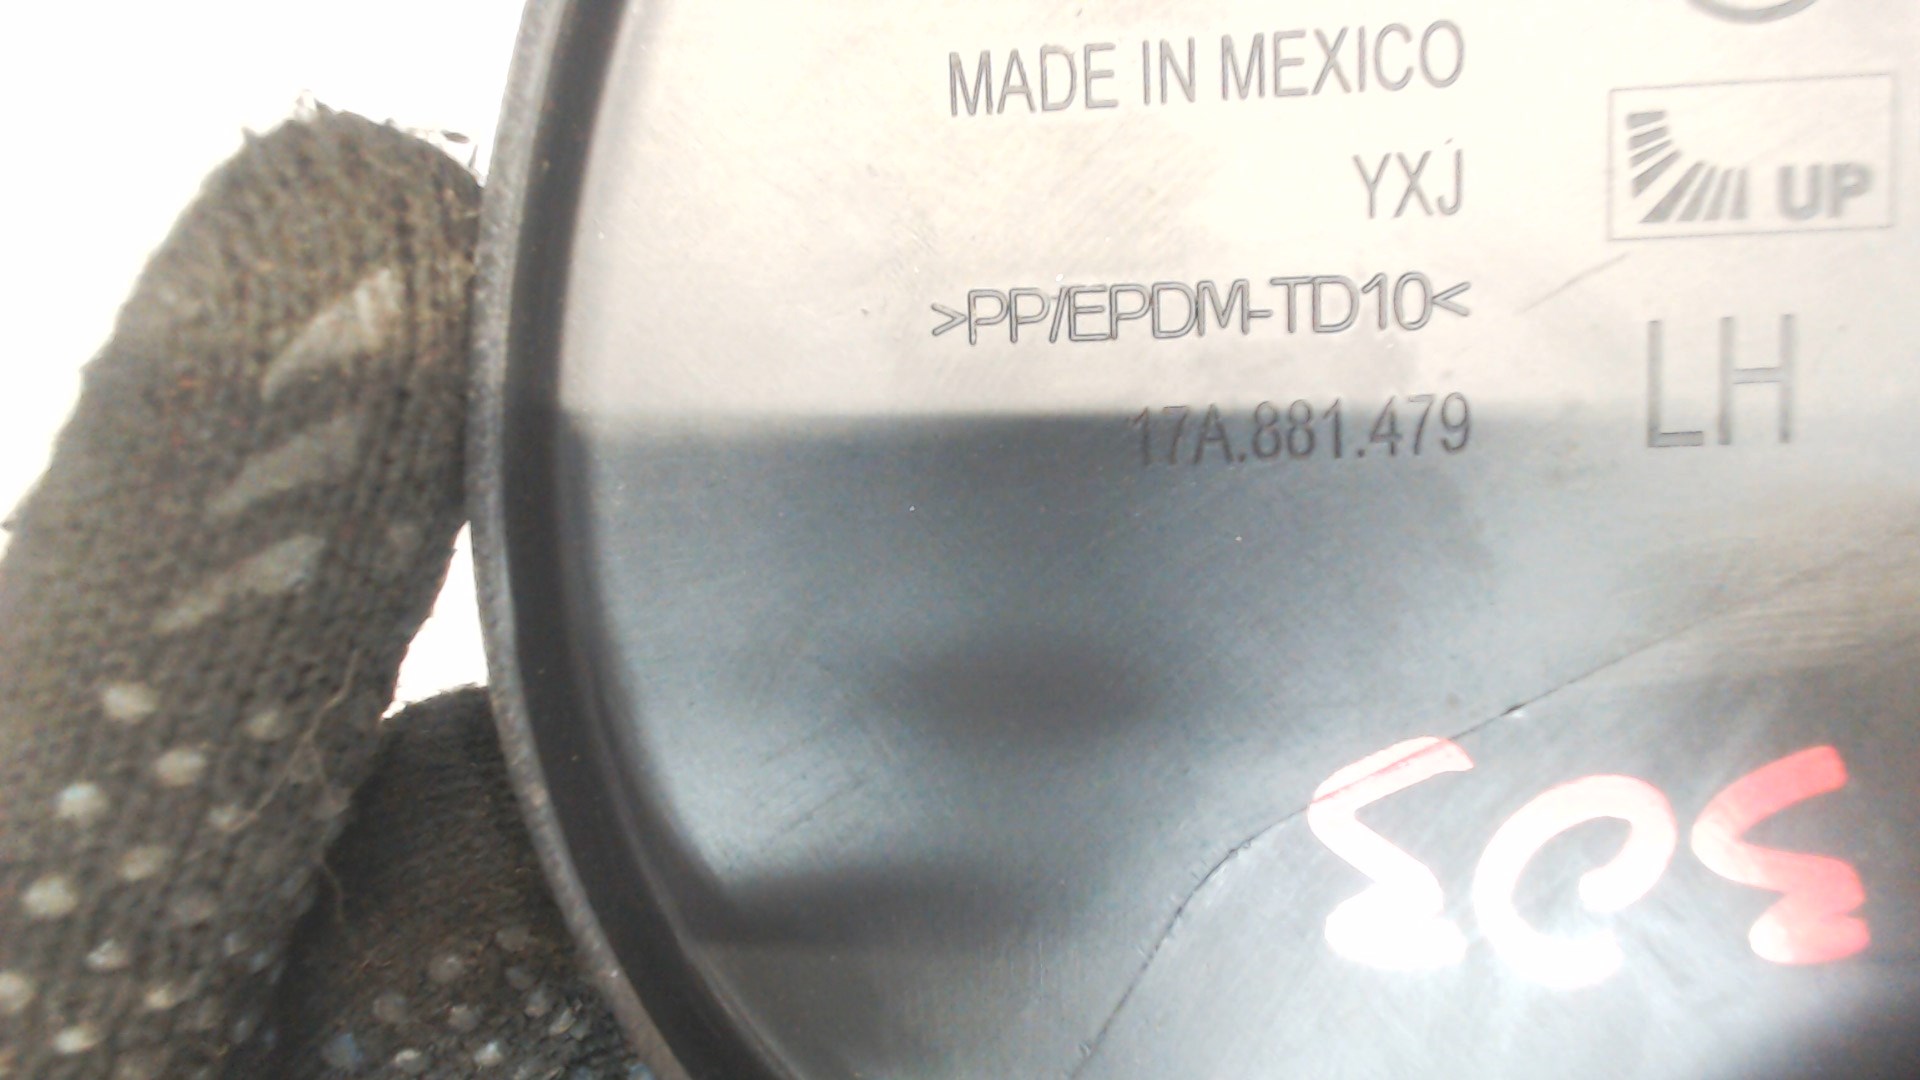 MADE IN MEXICO
YXJ
UP
>PP/EPDM-TD10<
LH
17A.881.479